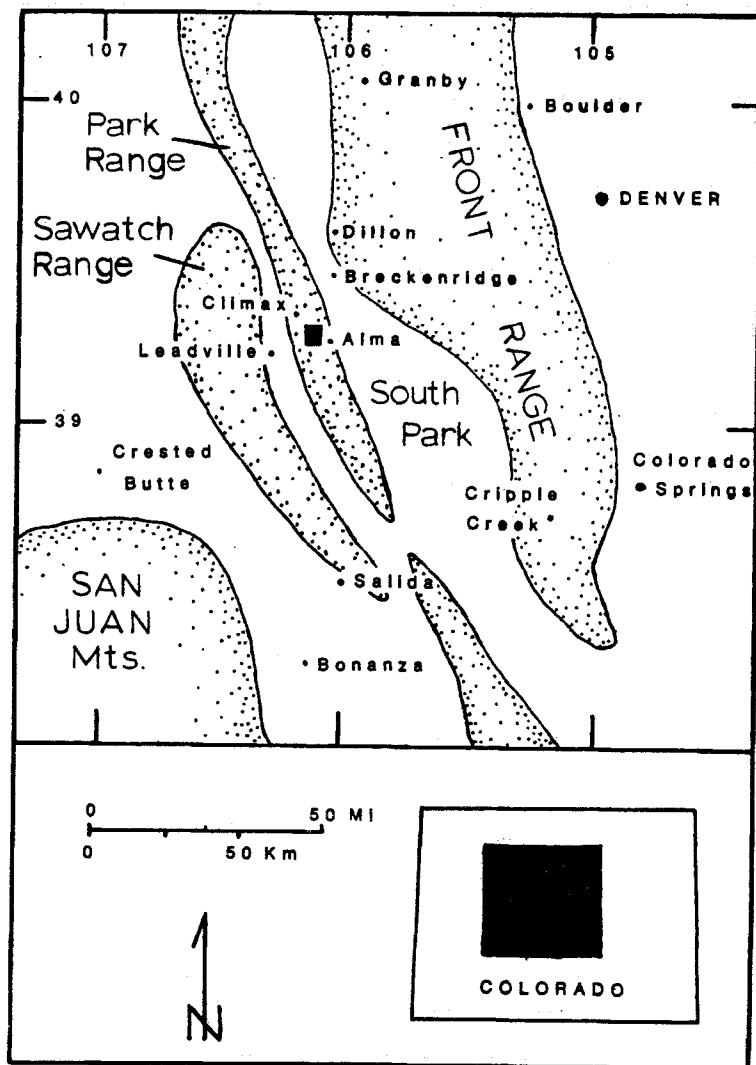 107 106 105
Granby
40
Boulder
Park
Range
FRONT
DENVER
Sawatch
Range
Dillon
Breckenridge
Climax
Leadville
Alma
RANGE
South
Park
39
Crested
Butte
Colorado
Springs
Cripple
Creek
SAN
JUAN
Mts.
Salida
Bonanza
0 50 Mi
0 50 Km
N
COLORADO